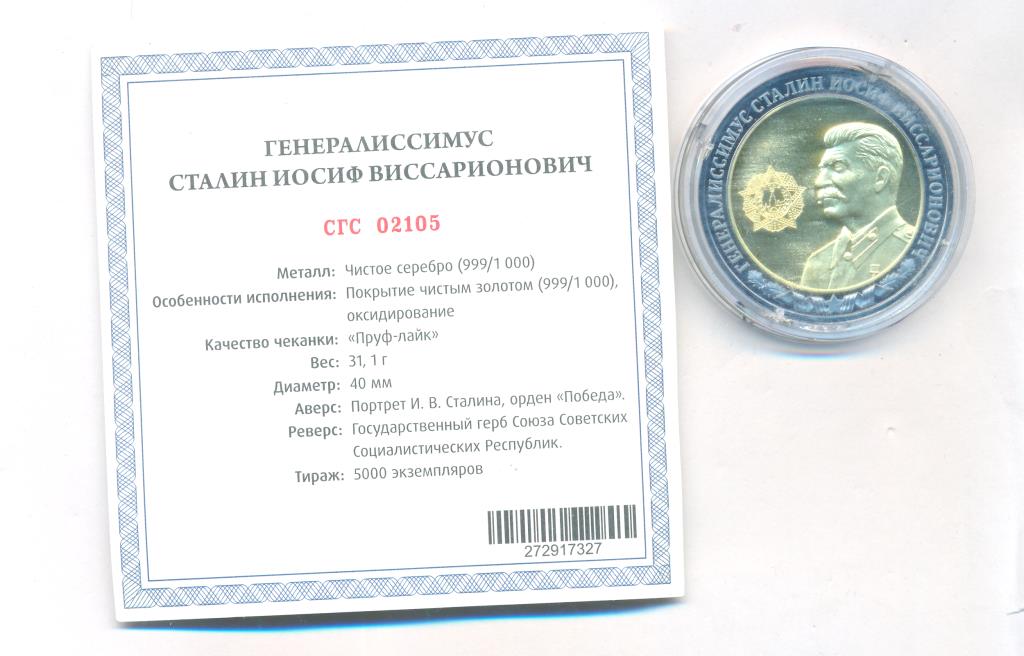 ГЕНЕРАЛИССИМУС
СТАЛИН ИОСИФ ВИССАРИОНОВИЧ
СГС 02105
Металл: Чистое серебро (999/1 000)
Особенности исполнения: Покрытие чистым золотом (999/1 000),
оксидирование
Качество чеканки: «Пруф-лайк»
Вес: 31, 1 г
Диаметр: 40 мм
Аверс: Портрет И. В. Сталина, орден «Победа».
Реверс: Государственный герб Союза Советских
Социалистических Республик.
Тираж: 5000 экземпляров
272917327
ГЕНЕРАЛИССИМУС СТАЛИН ИОСИФ ВИССАРИОНОВИЧ